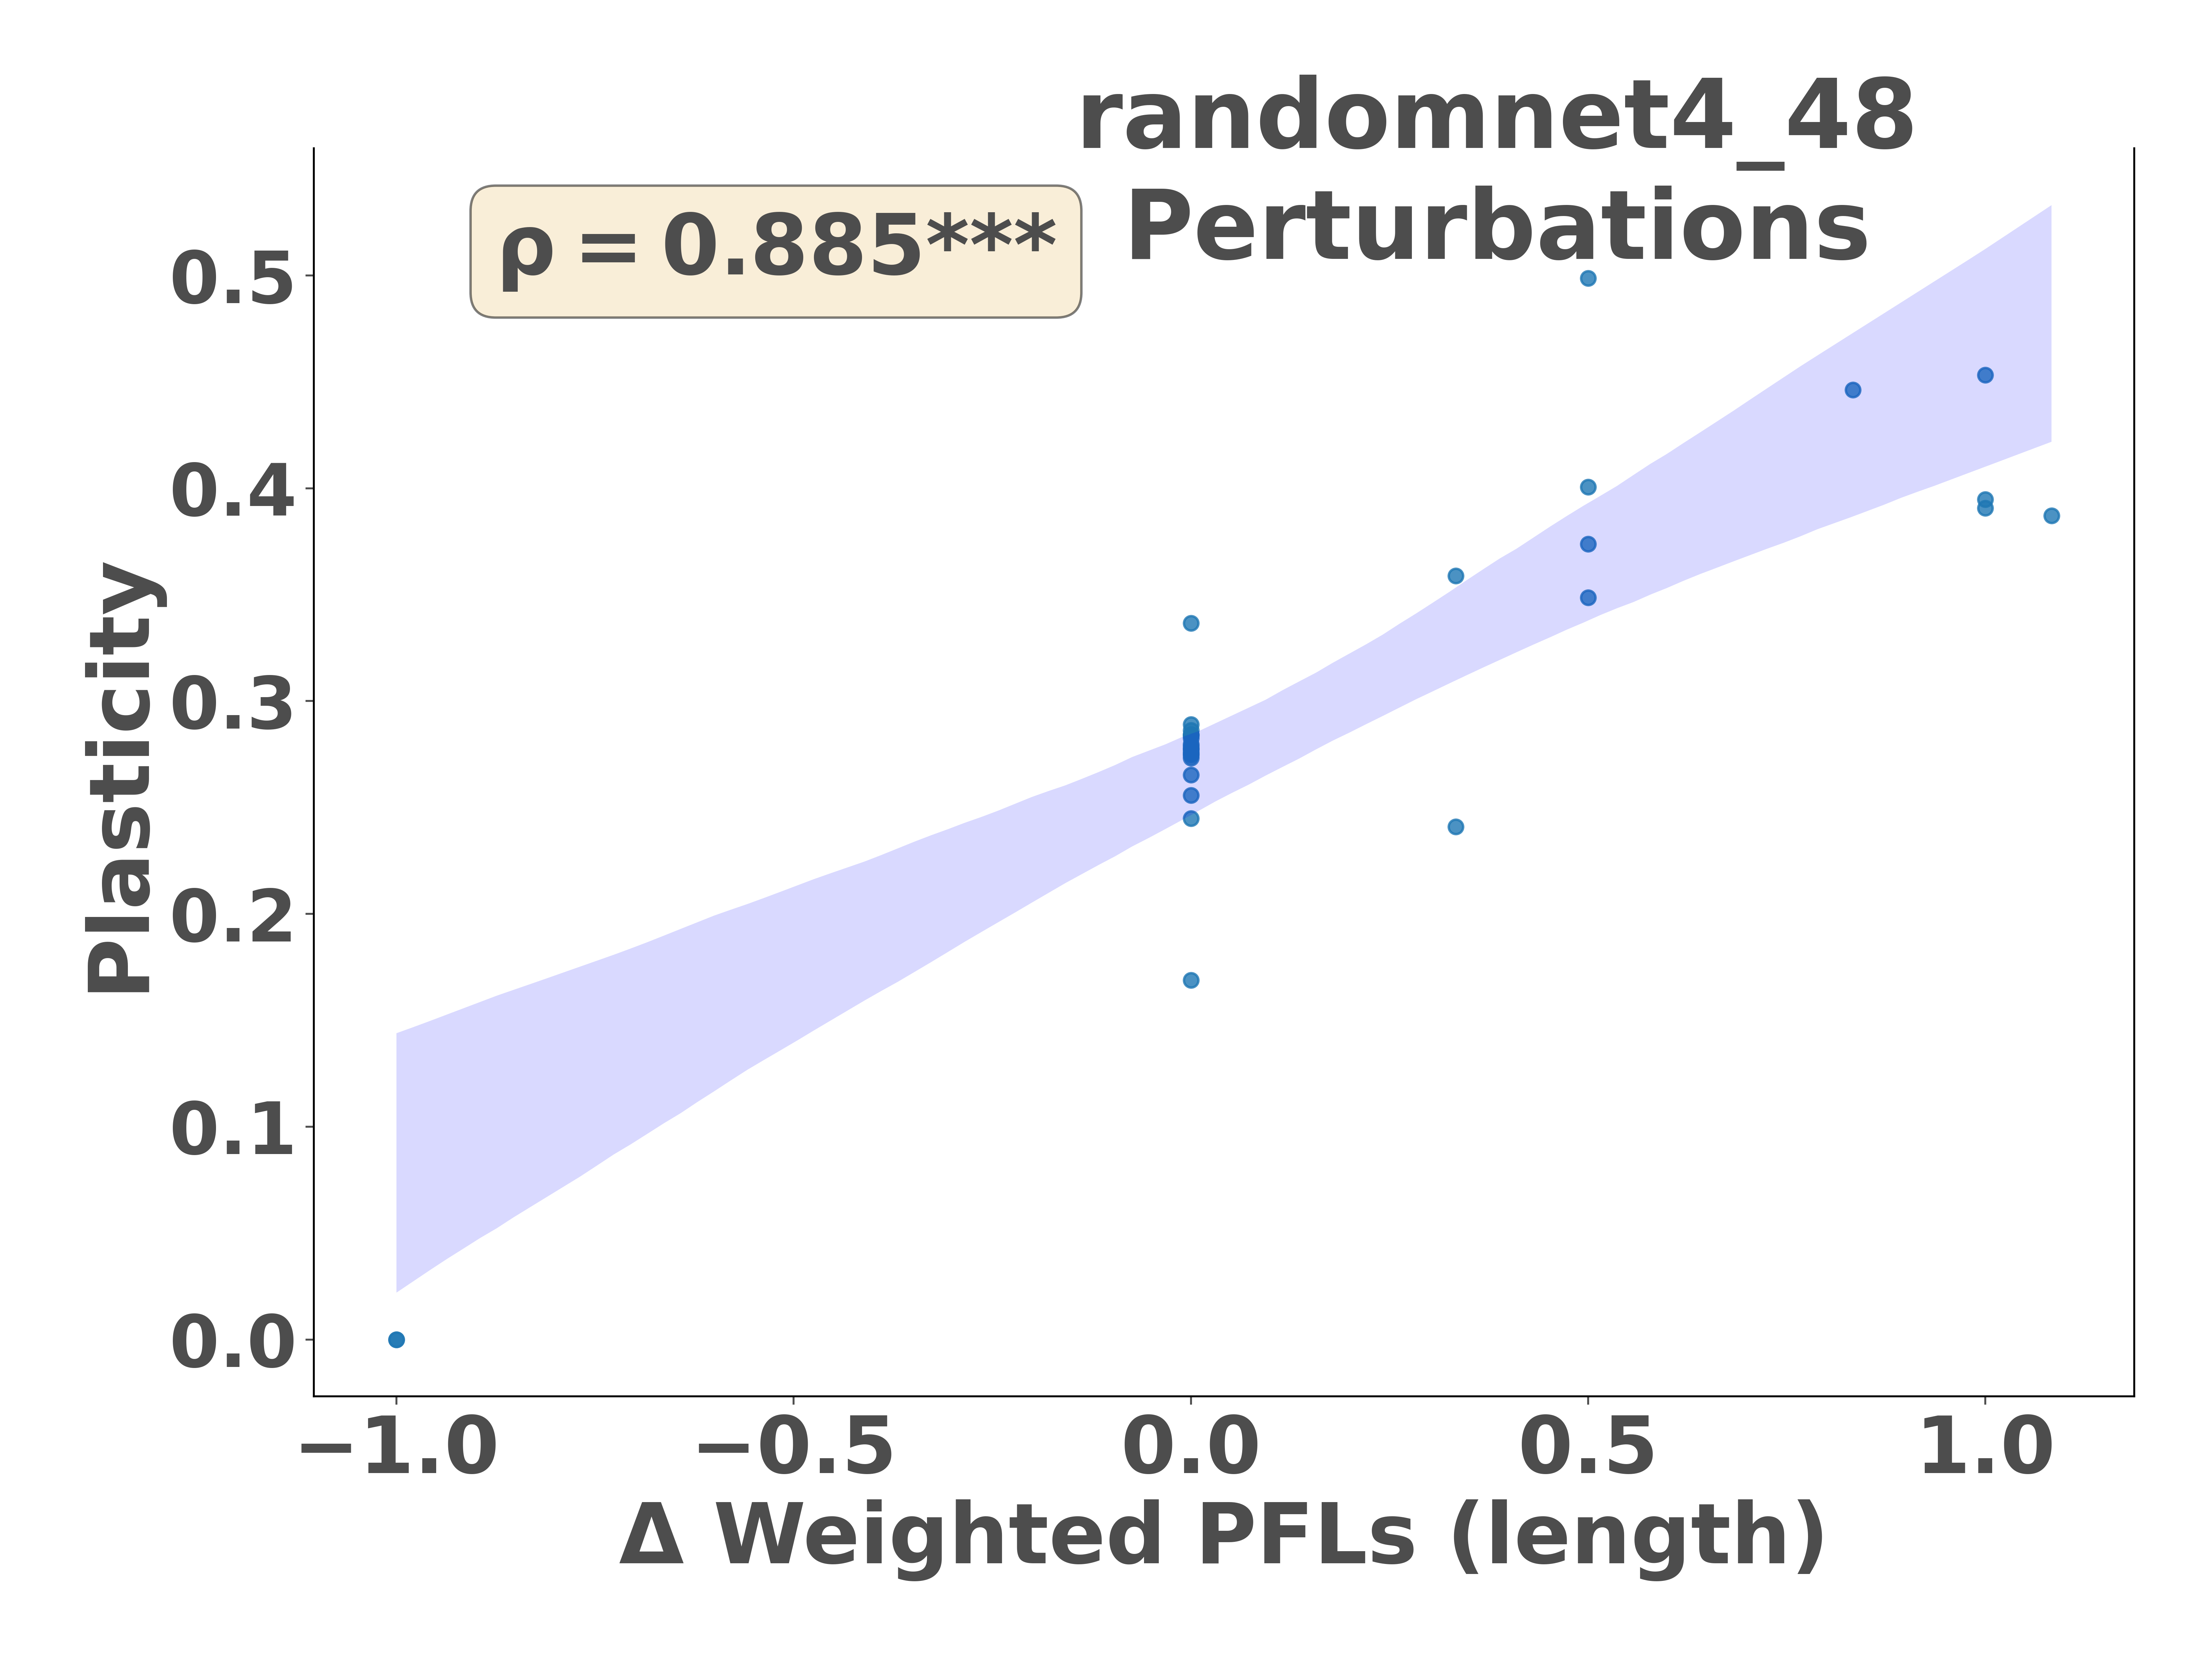 randomnet4_48
Perturbations
ρ = 0.885***
Plasticity
0.5
0.4
0.3
0.2
0.1
0.0
−1.0 −0.5 0.0 0.5 1.0
Δ Weighted PFLs (length)